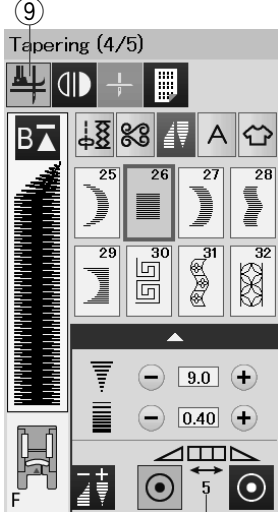 ⑨
Tapering (4/5)
B
A
25 26 27 28
29 30 31 32
− 9.0 +
− 0.40 +
F
− +
5